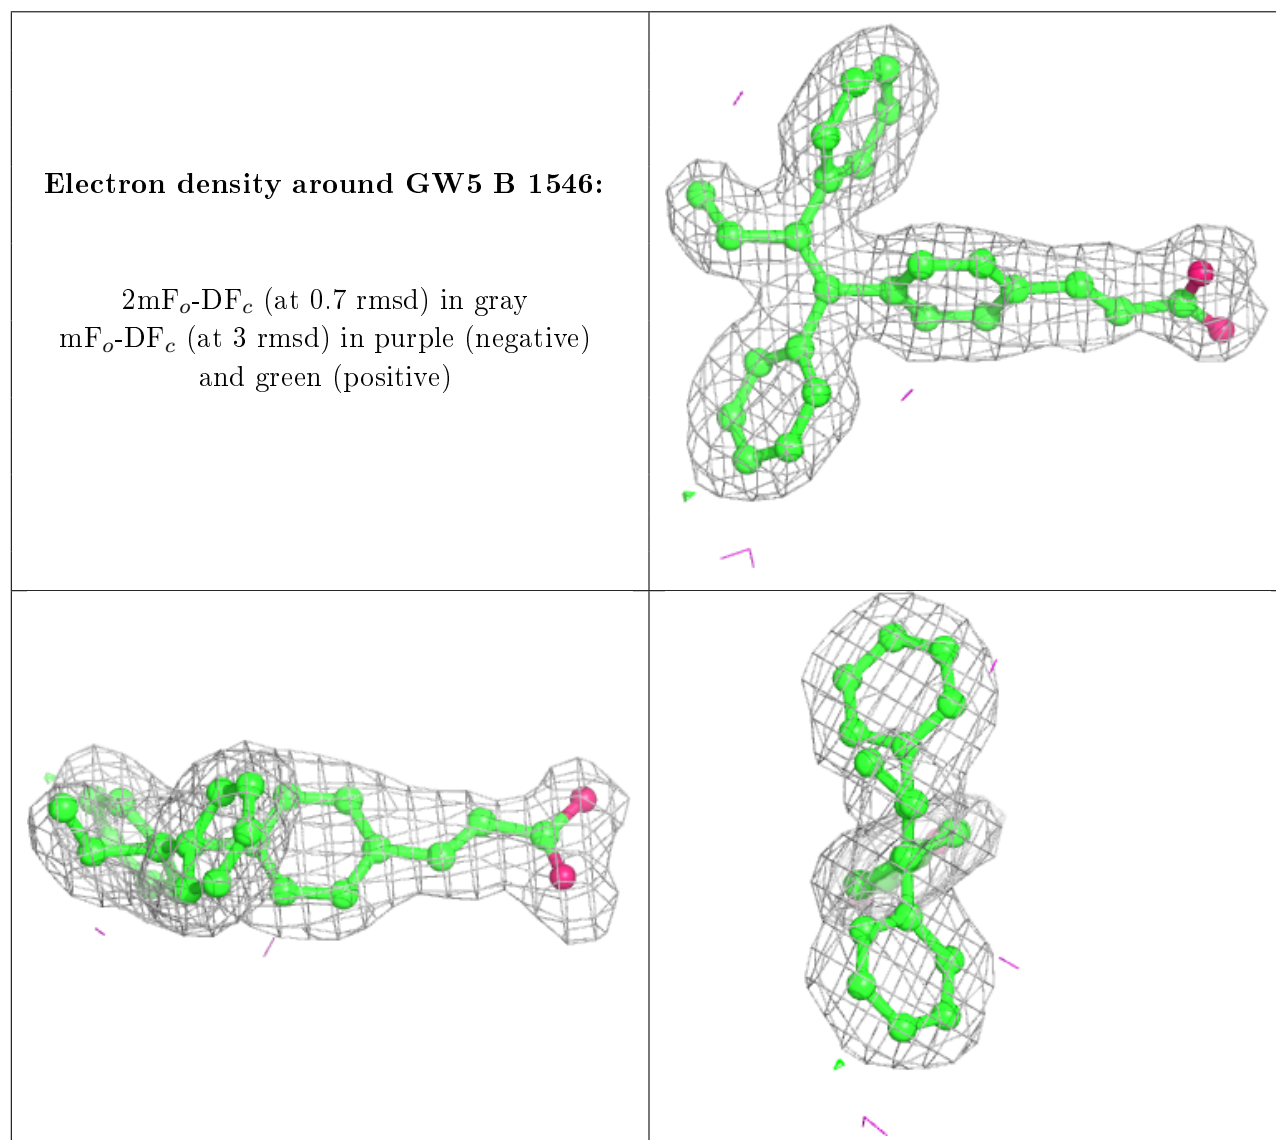 Electron density around GW5 B 1546:
2mFo-DFc (at 0.7 rmsd) in gray
mFo-DFc (at 3 rmsd) in purple (negative)
and green (positive)